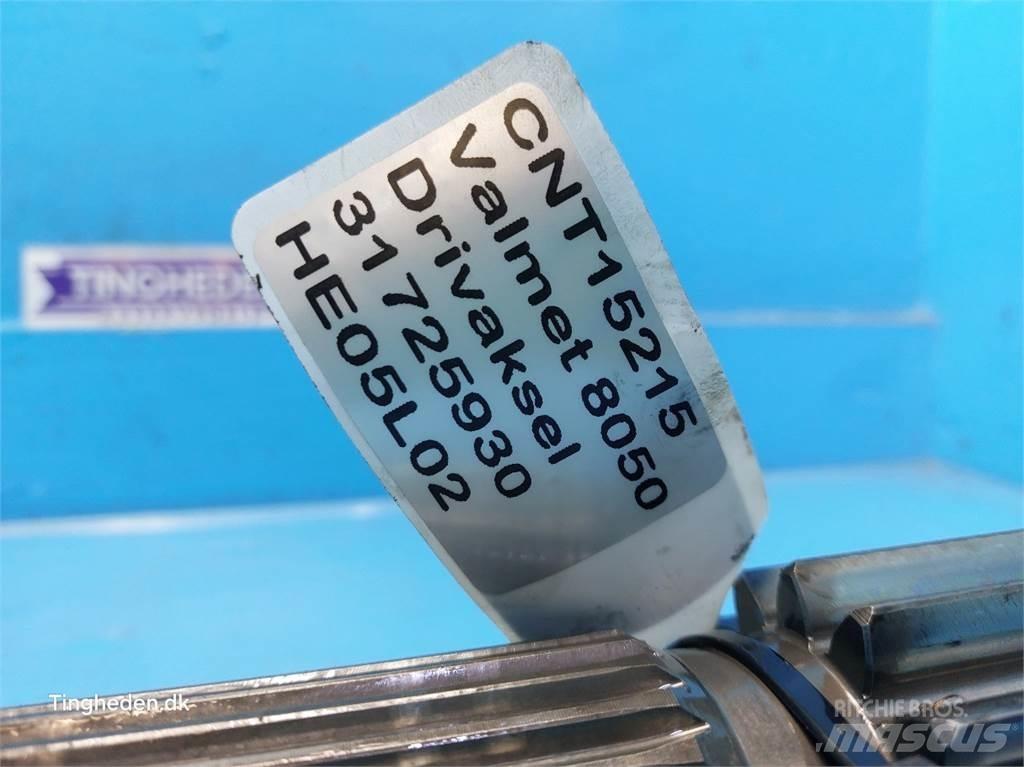 CNT15215
Valmet 8050
Drivaksel
31725930
HE05L02
TINGHEDEN
Tingheden.dk
RITCHIE BROS.
MASCUS